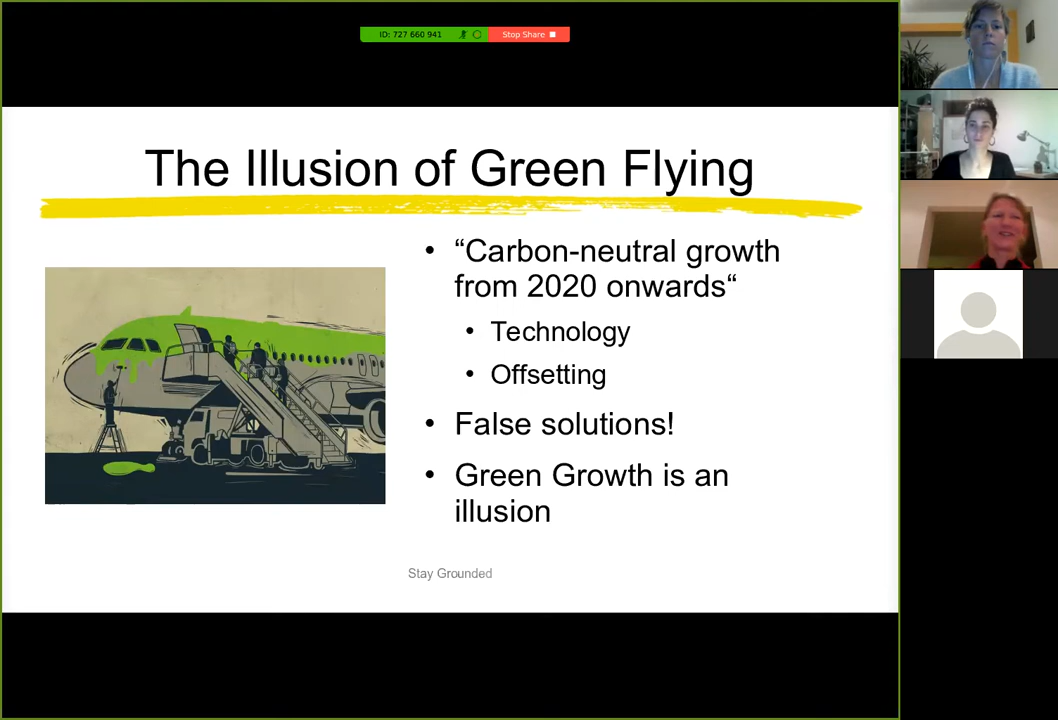 ID: 727 660 941 Stop Share
The Illusion of Green Flying
• “Carbon-neutral growth
from 2020 onwards“
• Technology
• Offsetting
• False solutions!
• Green Growth is an
illusion
Stay Grounded